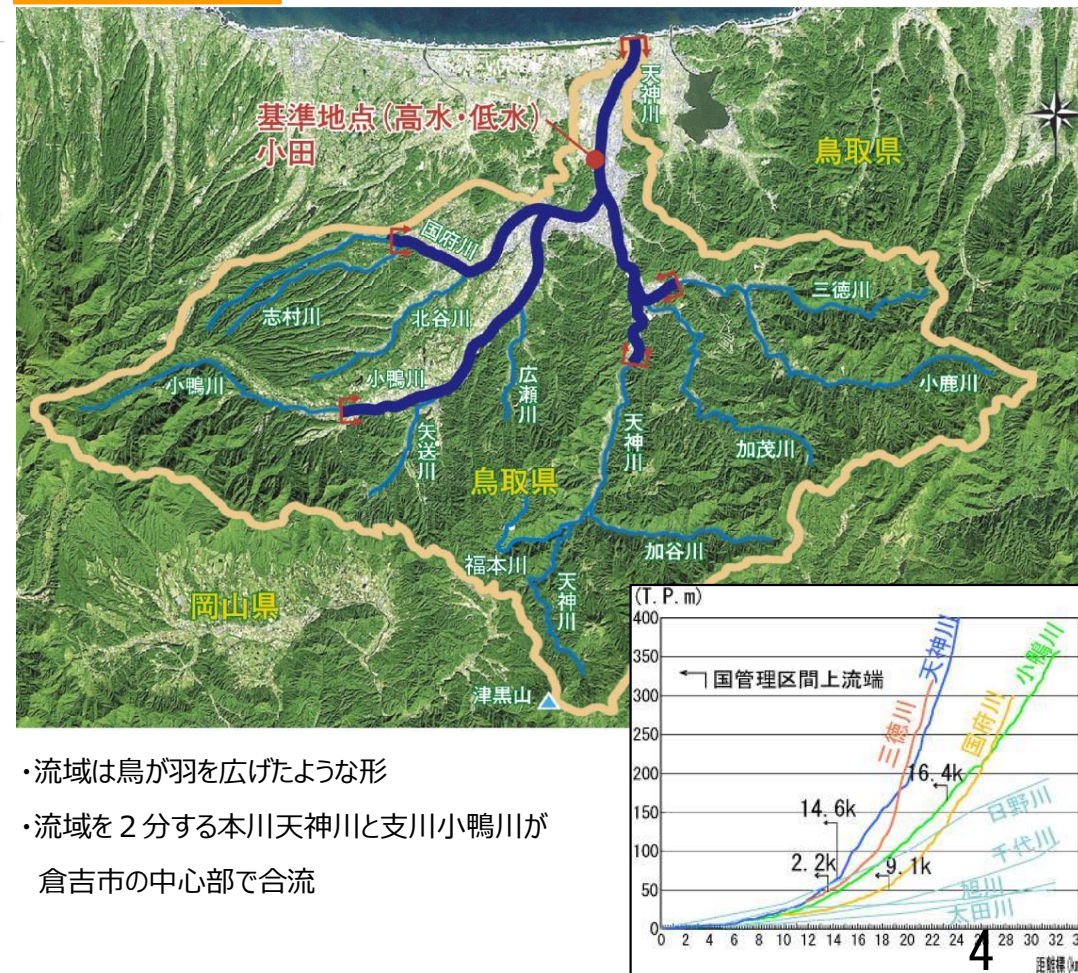 天神川
基準地点(高水・低水)
小田
鳥取県
国府川
志村川
北谷川
三徳川
小鴨川
小鴨川
広瀬川
小鹿川
矢送川
天神川
加茂川
鳥取県
福本川
加谷川
天神川
岡山県
津黒山
・流域は鳥が羽を広げたような形
・流域を２分する本川天神川と支川小鴨川が
倉吉市の中心部で合流
(T.P.m)
400
350
300
250
200
150
100
50
0
国管理区間上流端
天神川
小鴨川
三徳川
国府川
16.4k
14.6k
2.2k
9.1k
日野川
千代川
旭川
太田川
0 2 4 6 8 10 12 14 16 18 20 22 24 26 28 30 32
距離標(km
4